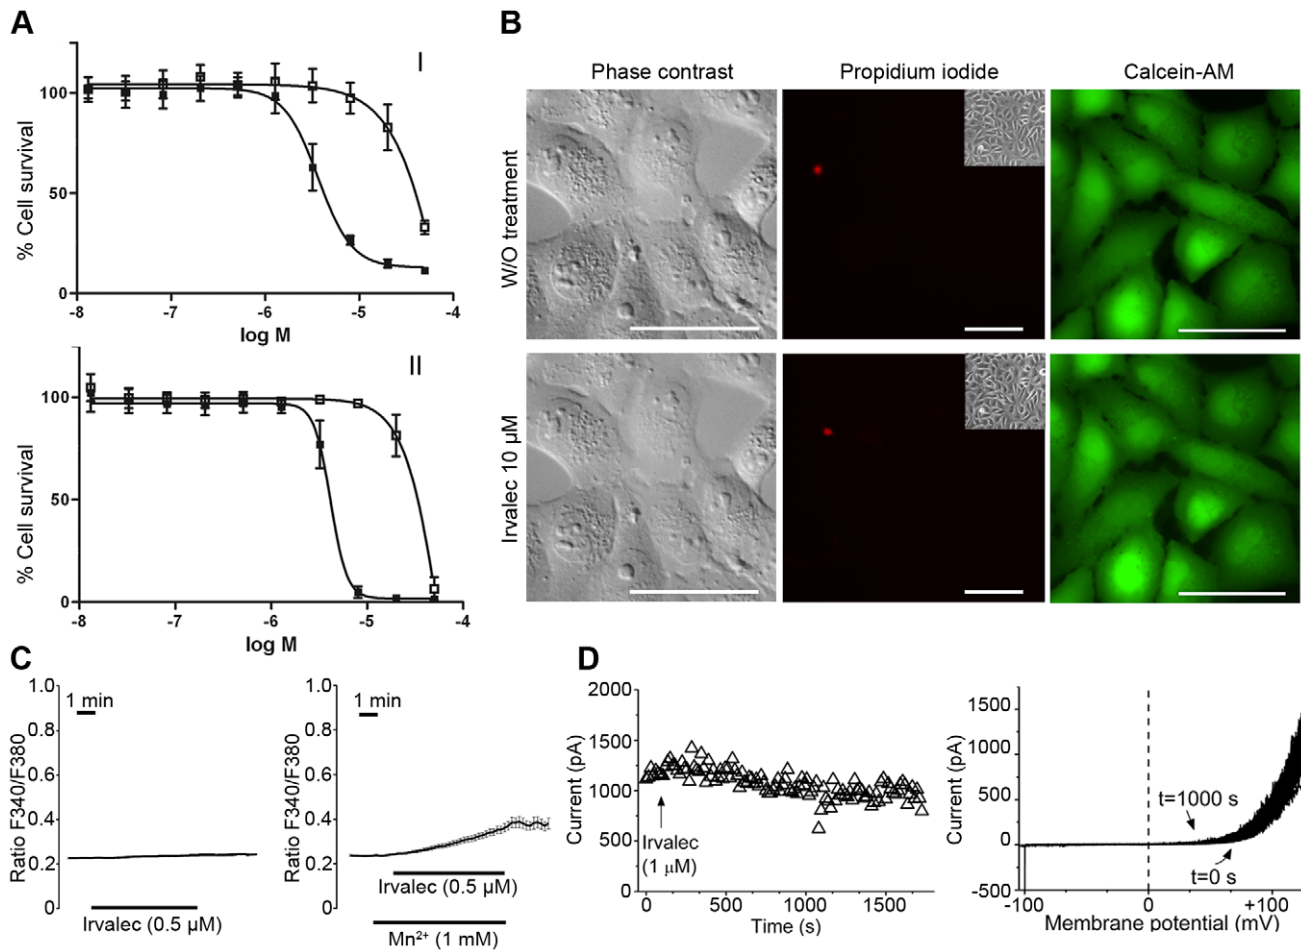 A
I
100
50
0
% Cell survival
-8 -7 -6 -5 -4
log M
II
100
50
0
% Cell survival
-8 -7 -6 -5 -4
log M
B
Phase contrast Propidium iodide Calcein-AM
W/O treatment
Irvalec 10 µM
C
1.0
0.8
0.6
0.4
0.2
0
Ratio F340/F380
1 min
Irvalec (0.5 µM)
1.0
0.8
0.6
0.4
0.2
0
Ratio F340/F380
1 min
Irvalec (0.5 µM)
Mn²⁺ (1 mM)
D
2000
1500
1000
500
0
Current (pA)
Irvalec
(1 µM)
0 500 1000 1500
Time (s)
1500
1000
500
0
-500
Current (pA)
t=1000 s
t=0 s
-100 0 +100
Membrane potential (mV)